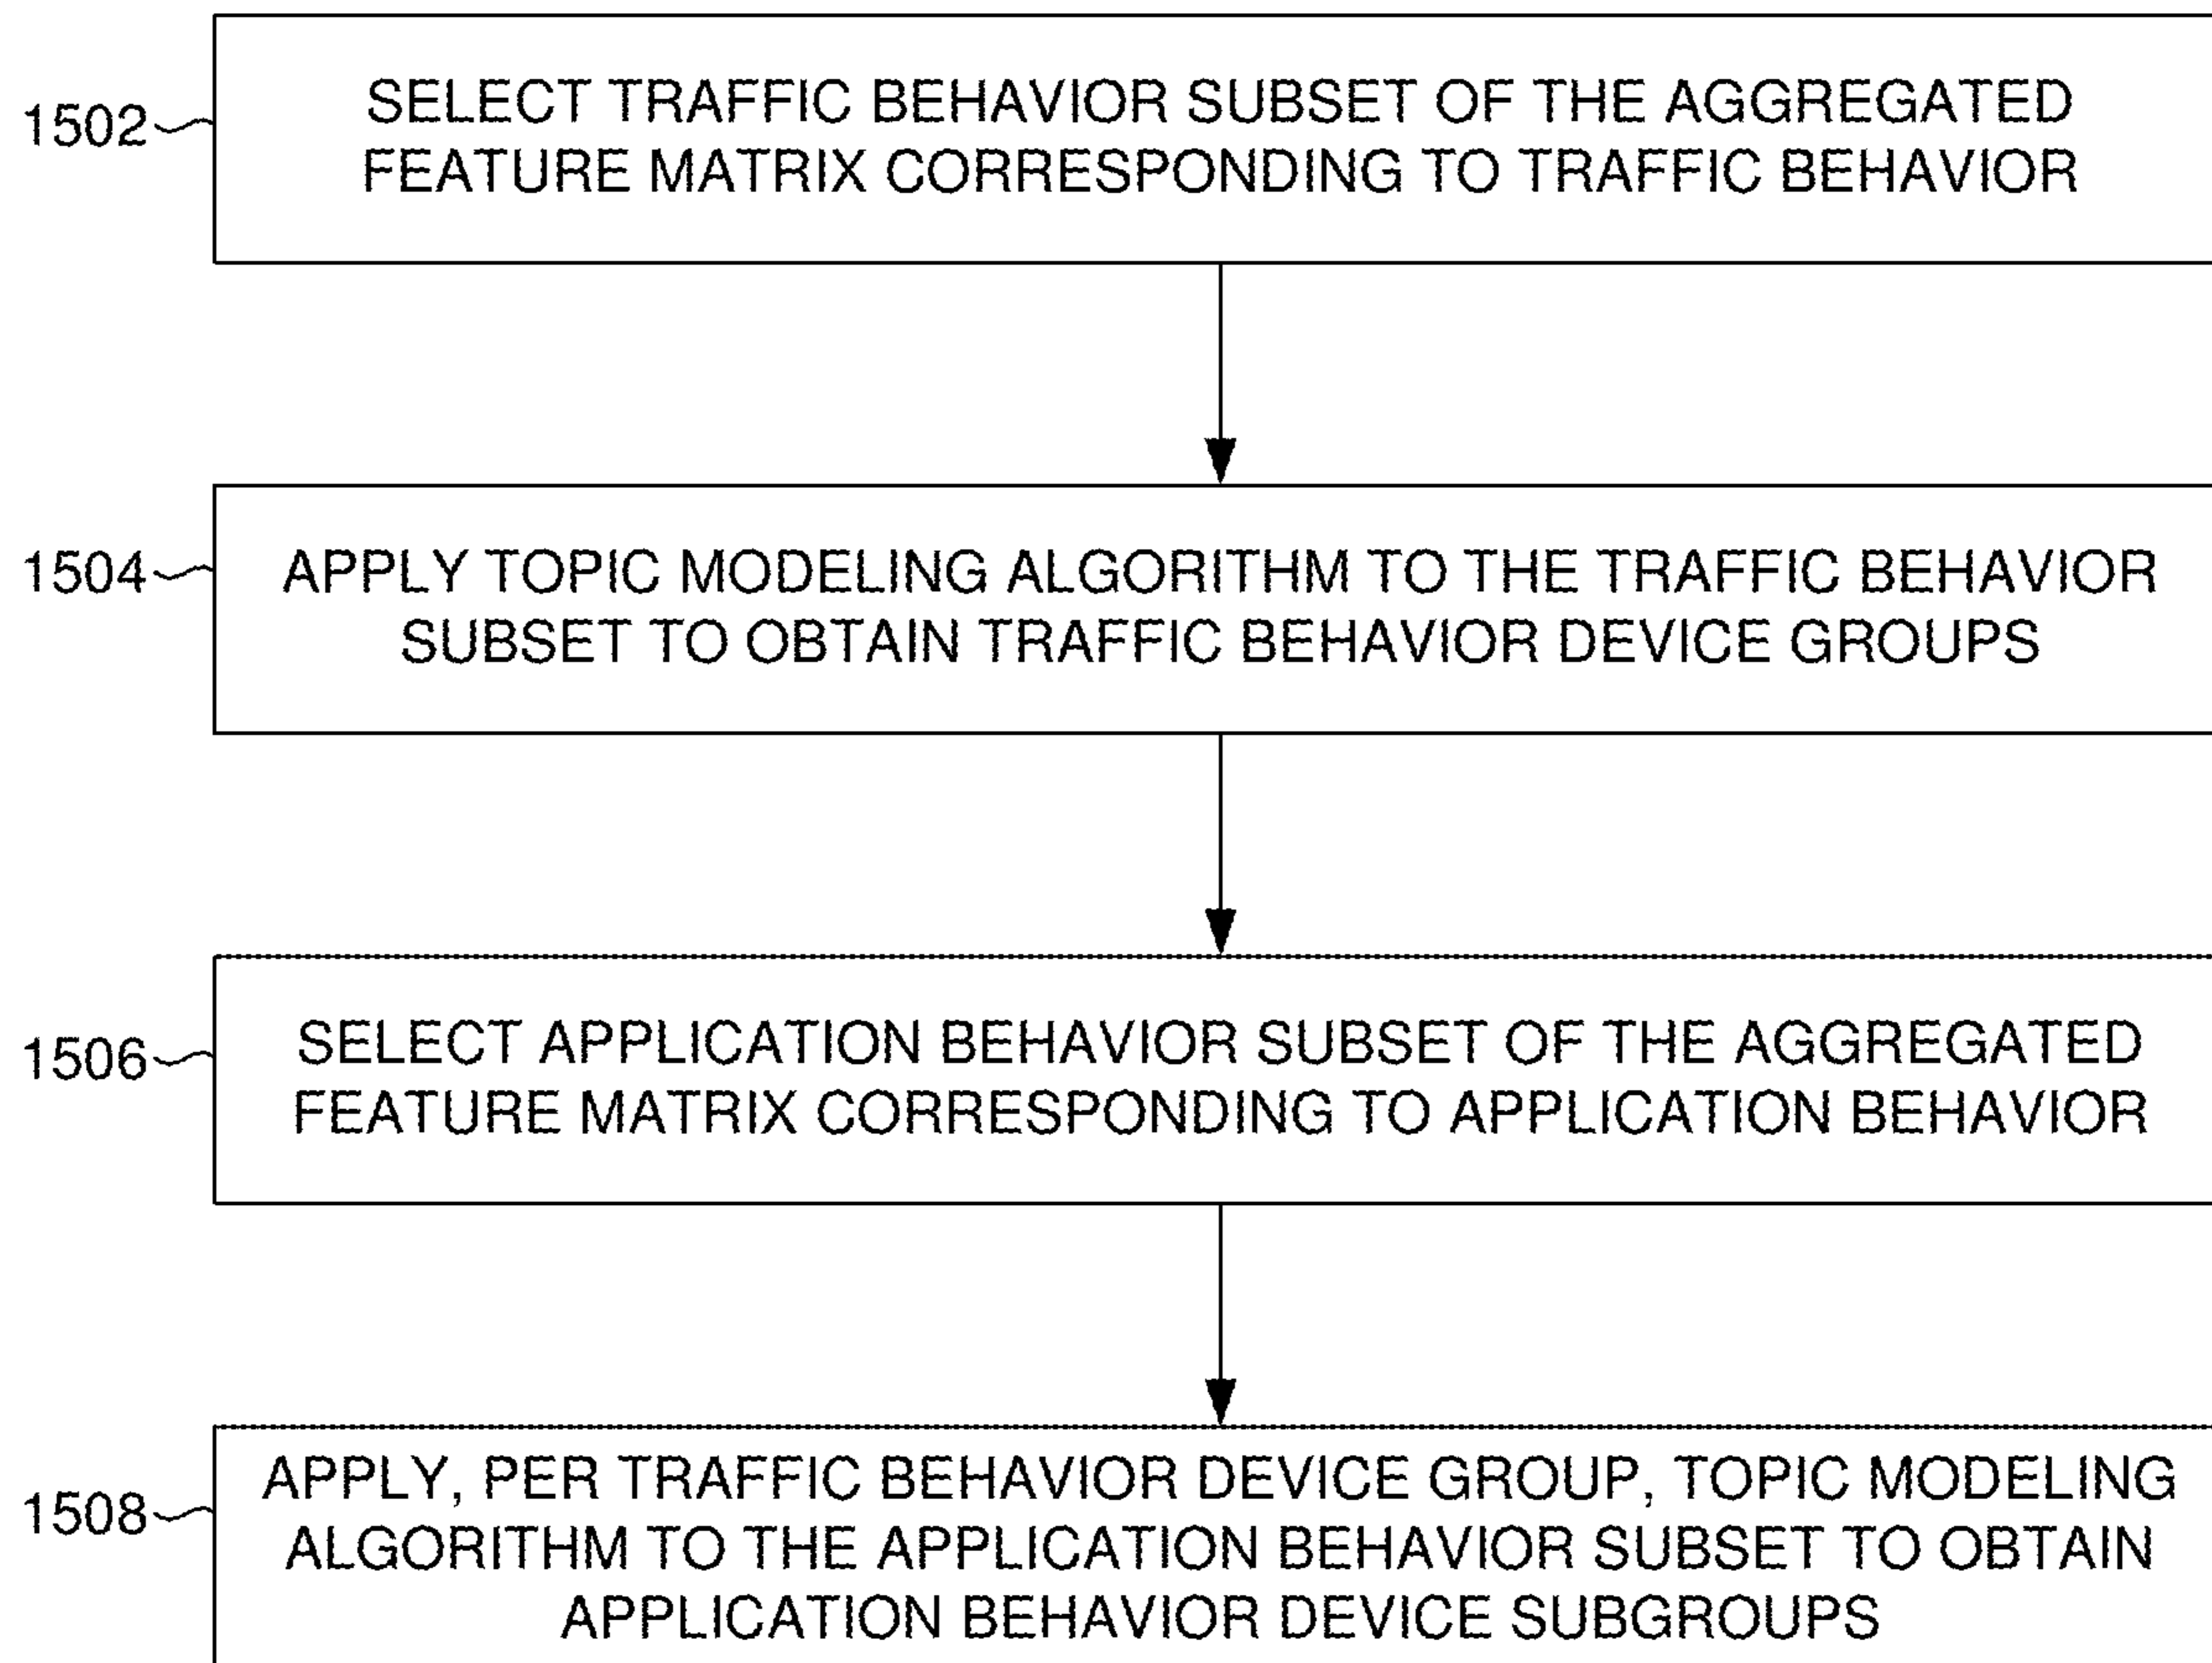 1502
SELECT TRAFFIC BEHAVIOR SUBSET OF THE AGGREGATED
FEATURE MATRIX CORRESPONDING TO TRAFFIC BEHAVIOR
1504
APPLY TOPIC MODELING ALGORITHM TO THE TRAFFIC BEHAVIOR
SUBSET TO OBTAIN TRAFFIC BEHAVIOR DEVICE GROUPS
1506
SELECT APPLICATION BEHAVIOR SUBSET OF THE AGGREGATED
FEATURE MATRIX CORRESPONDING TO APPLICATION BEHAVIOR
1508
APPLY, PER TRAFFIC BEHAVIOR DEVICE GROUP, TOPIC MODELING
ALGORITHM TO THE APPLICATION BEHAVIOR SUBSET TO OBTAIN
APPLICATION BEHAVIOR DEVICE SUBGROUPS